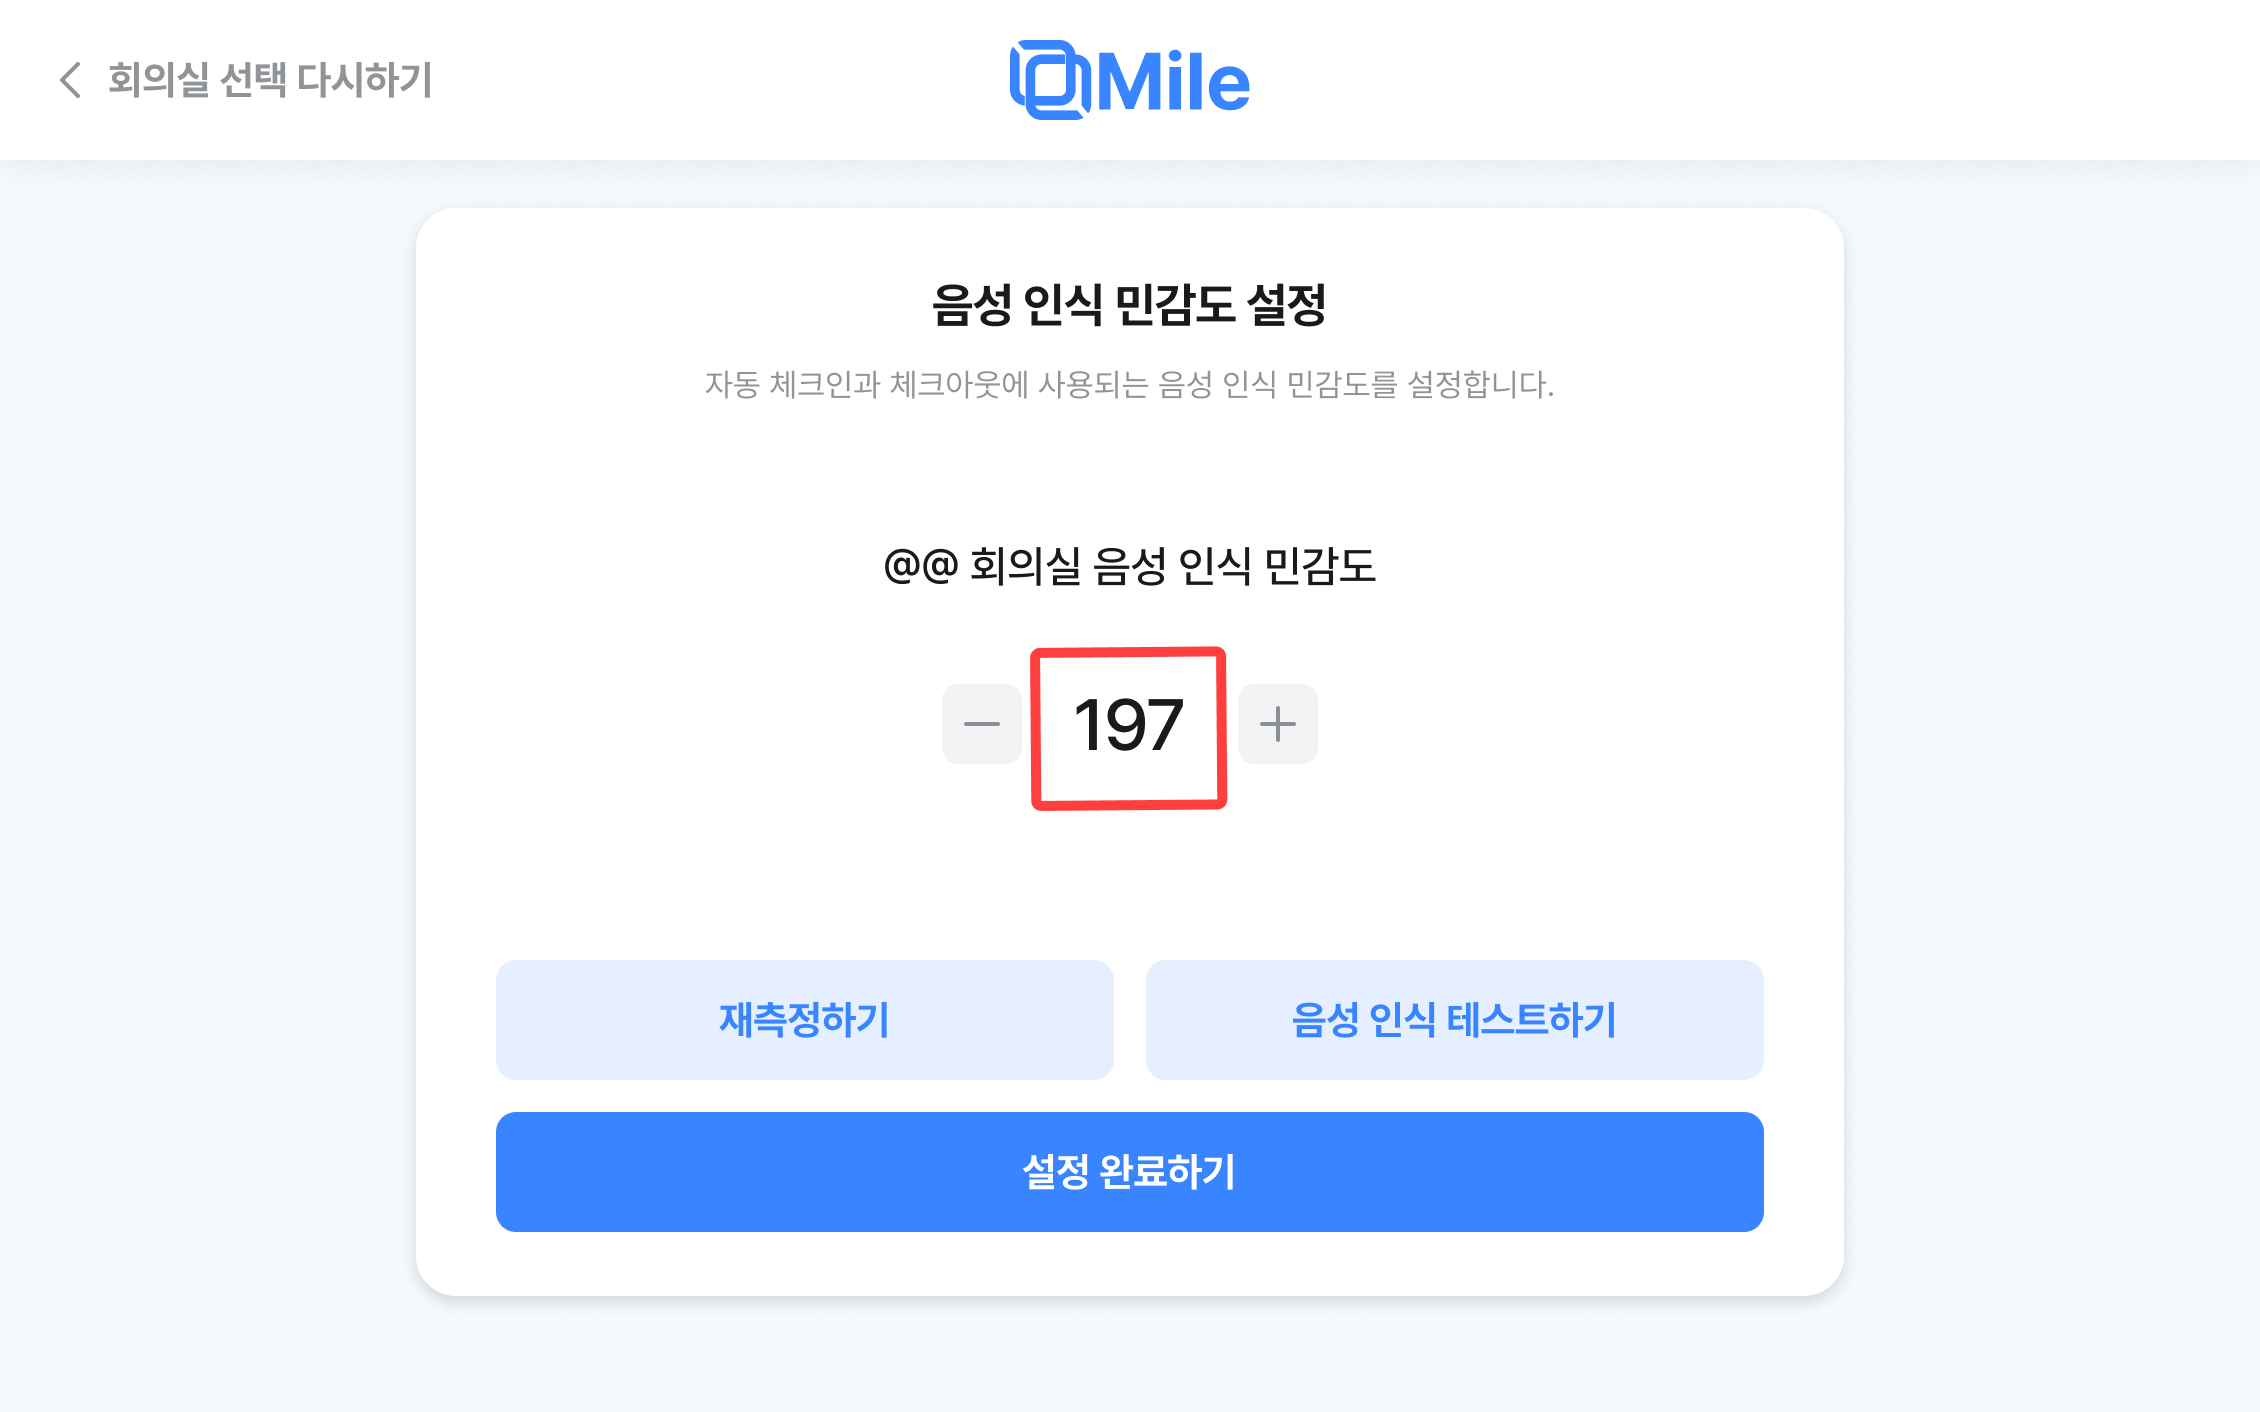 회의실 선택 다시하기
Mile
음성 인식 민감도 설정
자동 체크인과 체크아웃에 사용되는 음성 인식 민감도를 설정합니다.
@@ 회의실 음성 인식 민감도
197
재측정하기
음성 인식 테스트하기
설정 완료하기